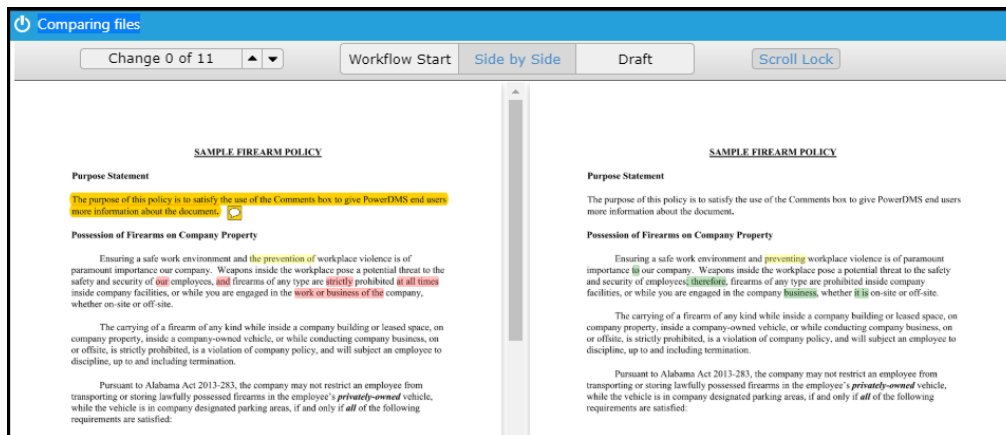 Comparing files
Change 0 of 11
Workflow Start
Side by Side
Draft
Scroll Lock
SAMPLE FIREARM POLICY
Purpose Statement
The purpose of this policy is to satisfy the use of the Comments box to give PowerDMS end users
more information about the document.
Possession of Firearms on Company Property
Ensuring a safe work environment and the prevention of workplace violence is of
paramount importance our company. Weapons inside the workplace pose a potential threat to the
safety and security of our employees, and firearms of any type are strictly prohibited at all times
inside company facilities, or while you are engaged in the work or business of the company,
whether on-site or off-site.
The carrying of a firearm of any kind while inside a company building or leased space, on
company property, inside a company-owned vehicle, or while conducting company business, on
or offsite, is strictly prohibited, is a violation of company policy, and will subject an employee to
discipline, up to and including termination.
Pursuant to Alabama Act 2013-283, the company may not restrict an employee from
transporting or storing lawfully possessed firearms in the employee's privately-owned vehicle,
while the vehicle is in company designated parking areas, if and only if all of the following
requirements are satisfied:
SAMPLE FIREARM POLICY
Purpose Statement
The purpose of this policy is to satisfy the use of the Comments box to give PowerDMS end users
more information about the document.
Possession of Firearms on Company Property
Ensuring a safe work environment and preventing workplace violence is of paramount
importance to our company. Weapons inside the workplace pose a potential threat to the safety
and security of employees; therefore, firearms of any type are prohibited inside company
facilities, or while you are engaged in the company business, whether it is on-site or off-site.
The carrying of a firearm of any kind while inside a company building or leased space, on
company property, inside a company-owned vehicle, or while conducting company business, on
or offsite, is strictly prohibited, is a violation of company policy, and will subject an employee to
discipline, up to and including termination.
Pursuant to Alabama Act 2013-283, the company may not restrict an employee from
transporting or storing lawfully possessed firearms in the employee's privately-owned vehicle,
while the vehicle is in company designated parking areas, if and only if all of the following
requirements are satisfied: